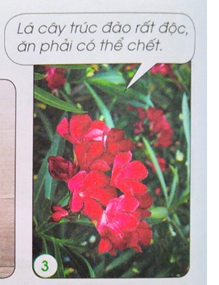 Lá cây trúc đào rất độc,
ăn phải có thể chết.
3